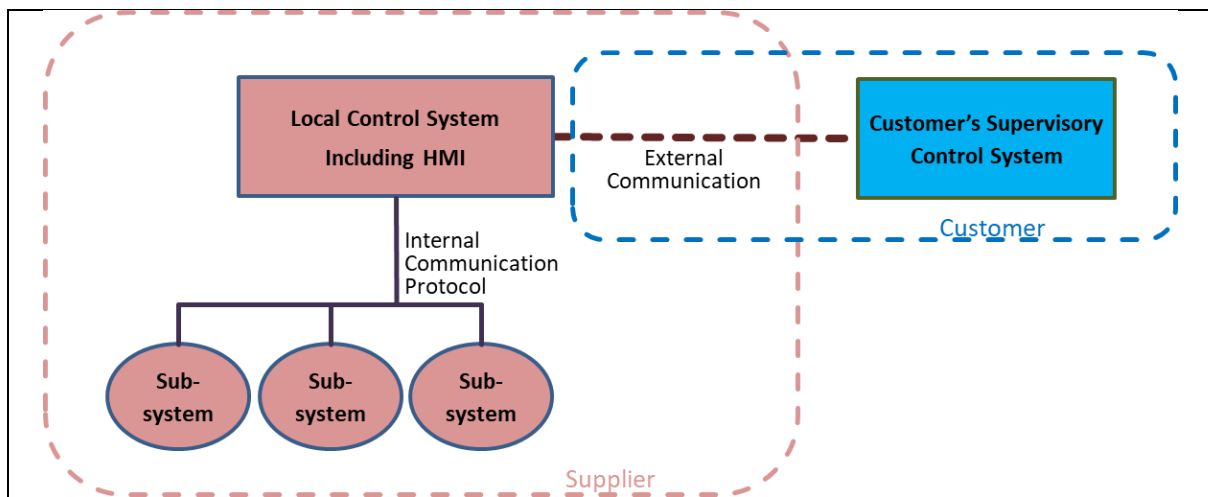 Local Control System
Including HMI
Customer's Supervisory
Control System
External
Communication
Customer
Internal
Communication
Protocol
Sub-
system
Sub-
system
Sub-
system
Supplier